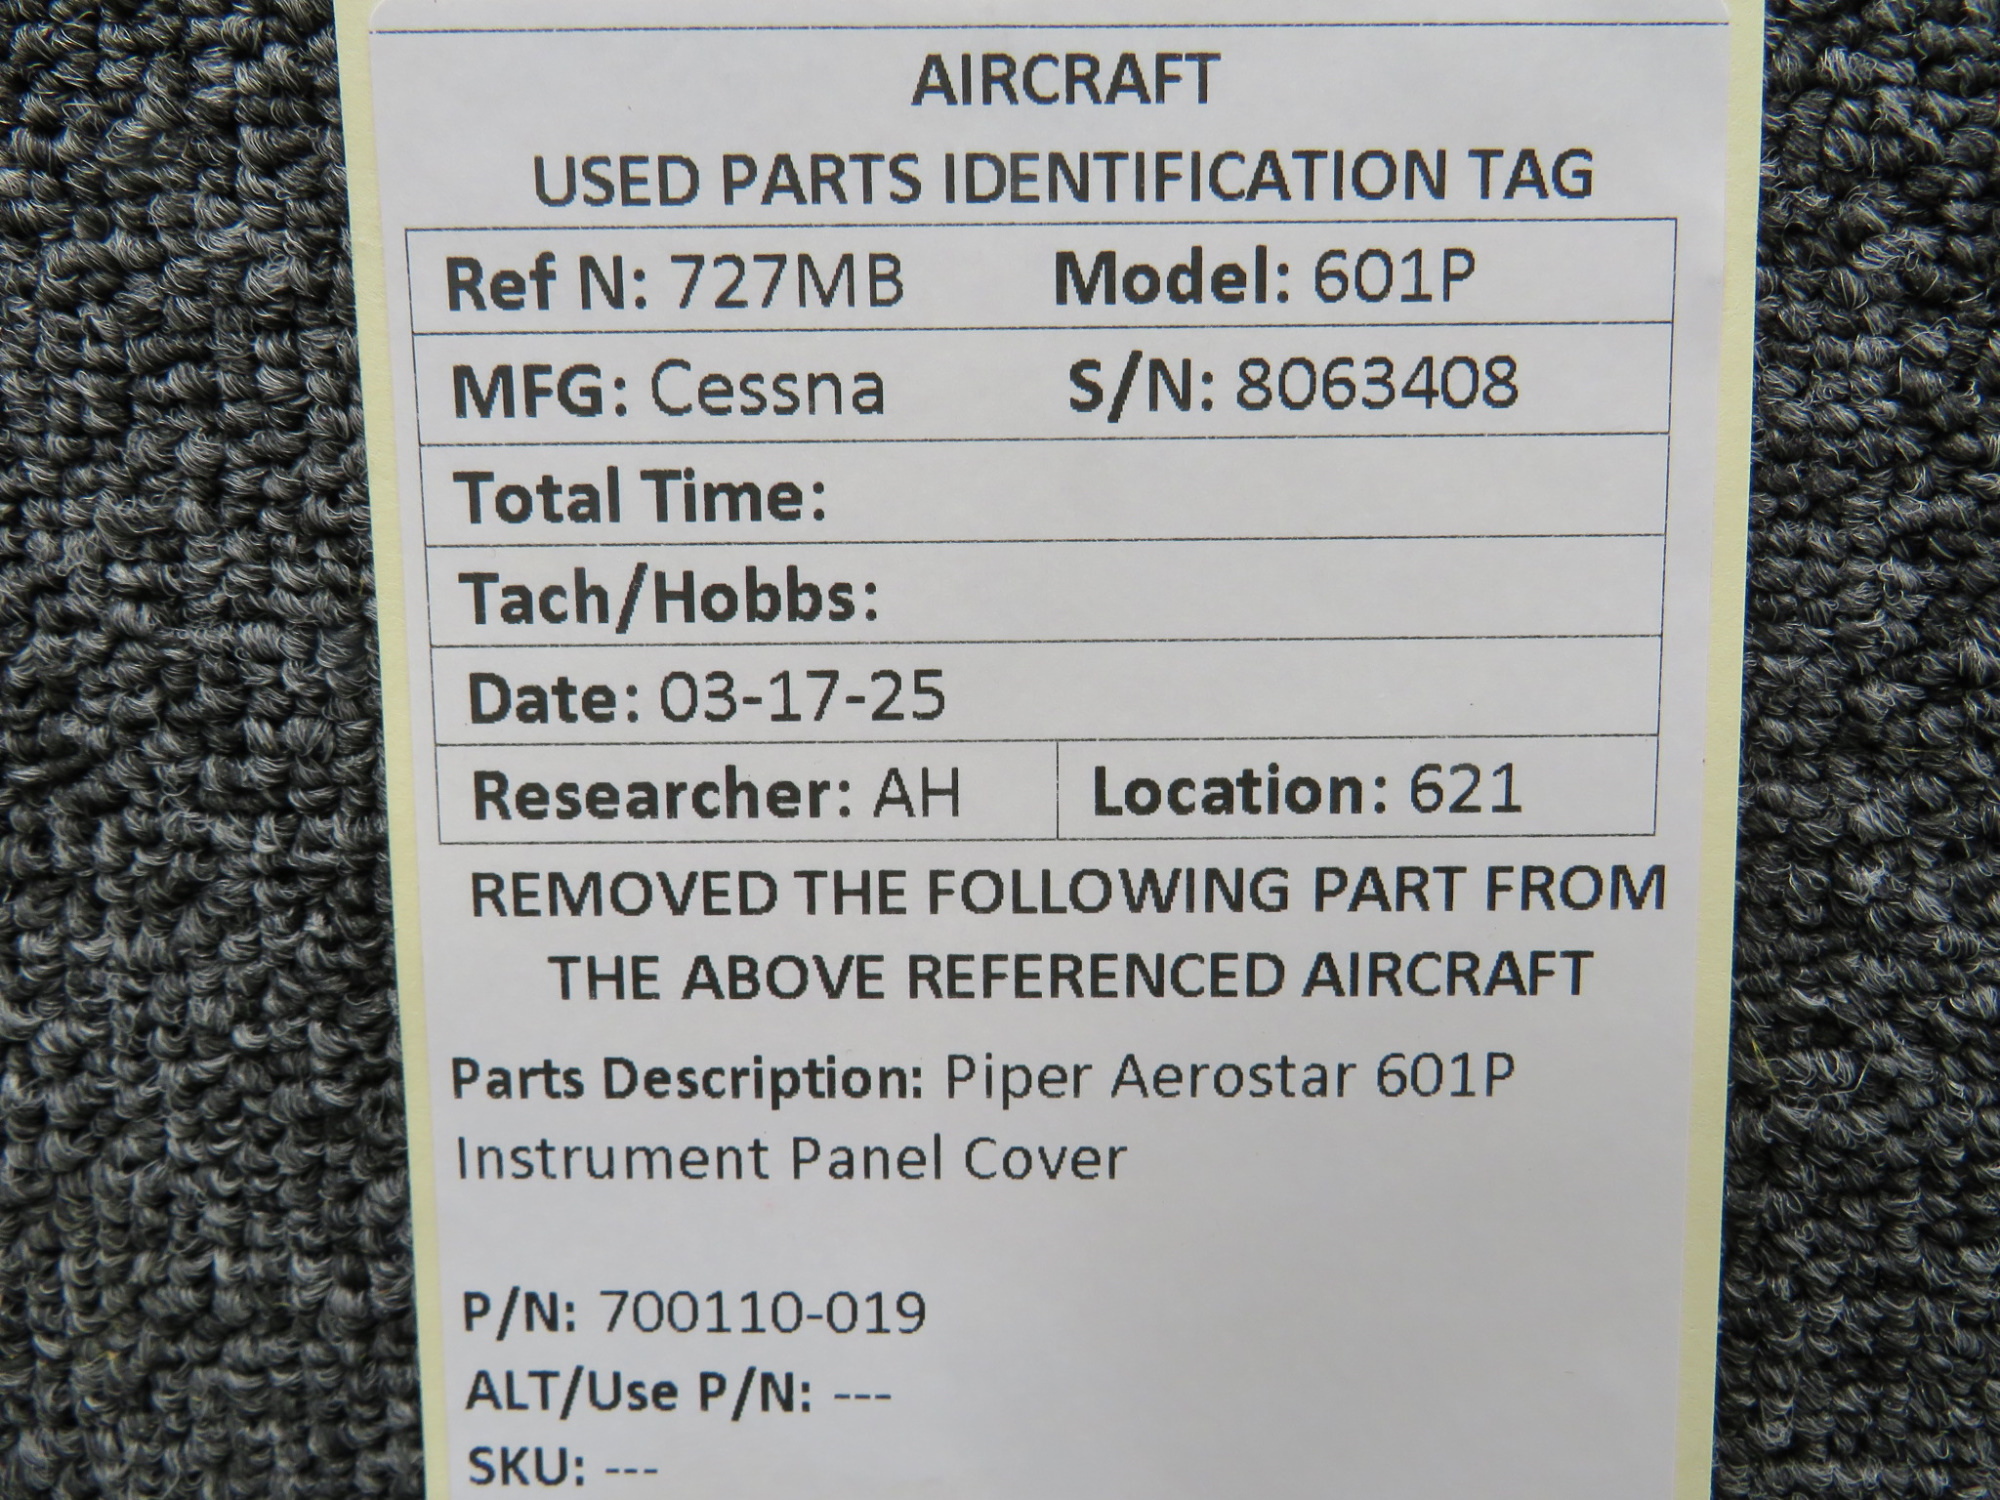 AIRCRAFT
USED PARTS IDENTIFICATION TAG
Ref N: 727MB Model: 601P
MFG: Cessna S/N: 8063408
Total Time:
Tach/Hobbs:
Date: 03-17-25
Researcher: AH Location: 621
REMOVED THE FOLLOWING PART FROM
THE ABOVE REFERENCED AIRCRAFT
Parts Description: Piper Aerostar 601P
Instrument Panel Cover
P/N: 700110-019
ALT/Use P/N: ---
SKU: ---